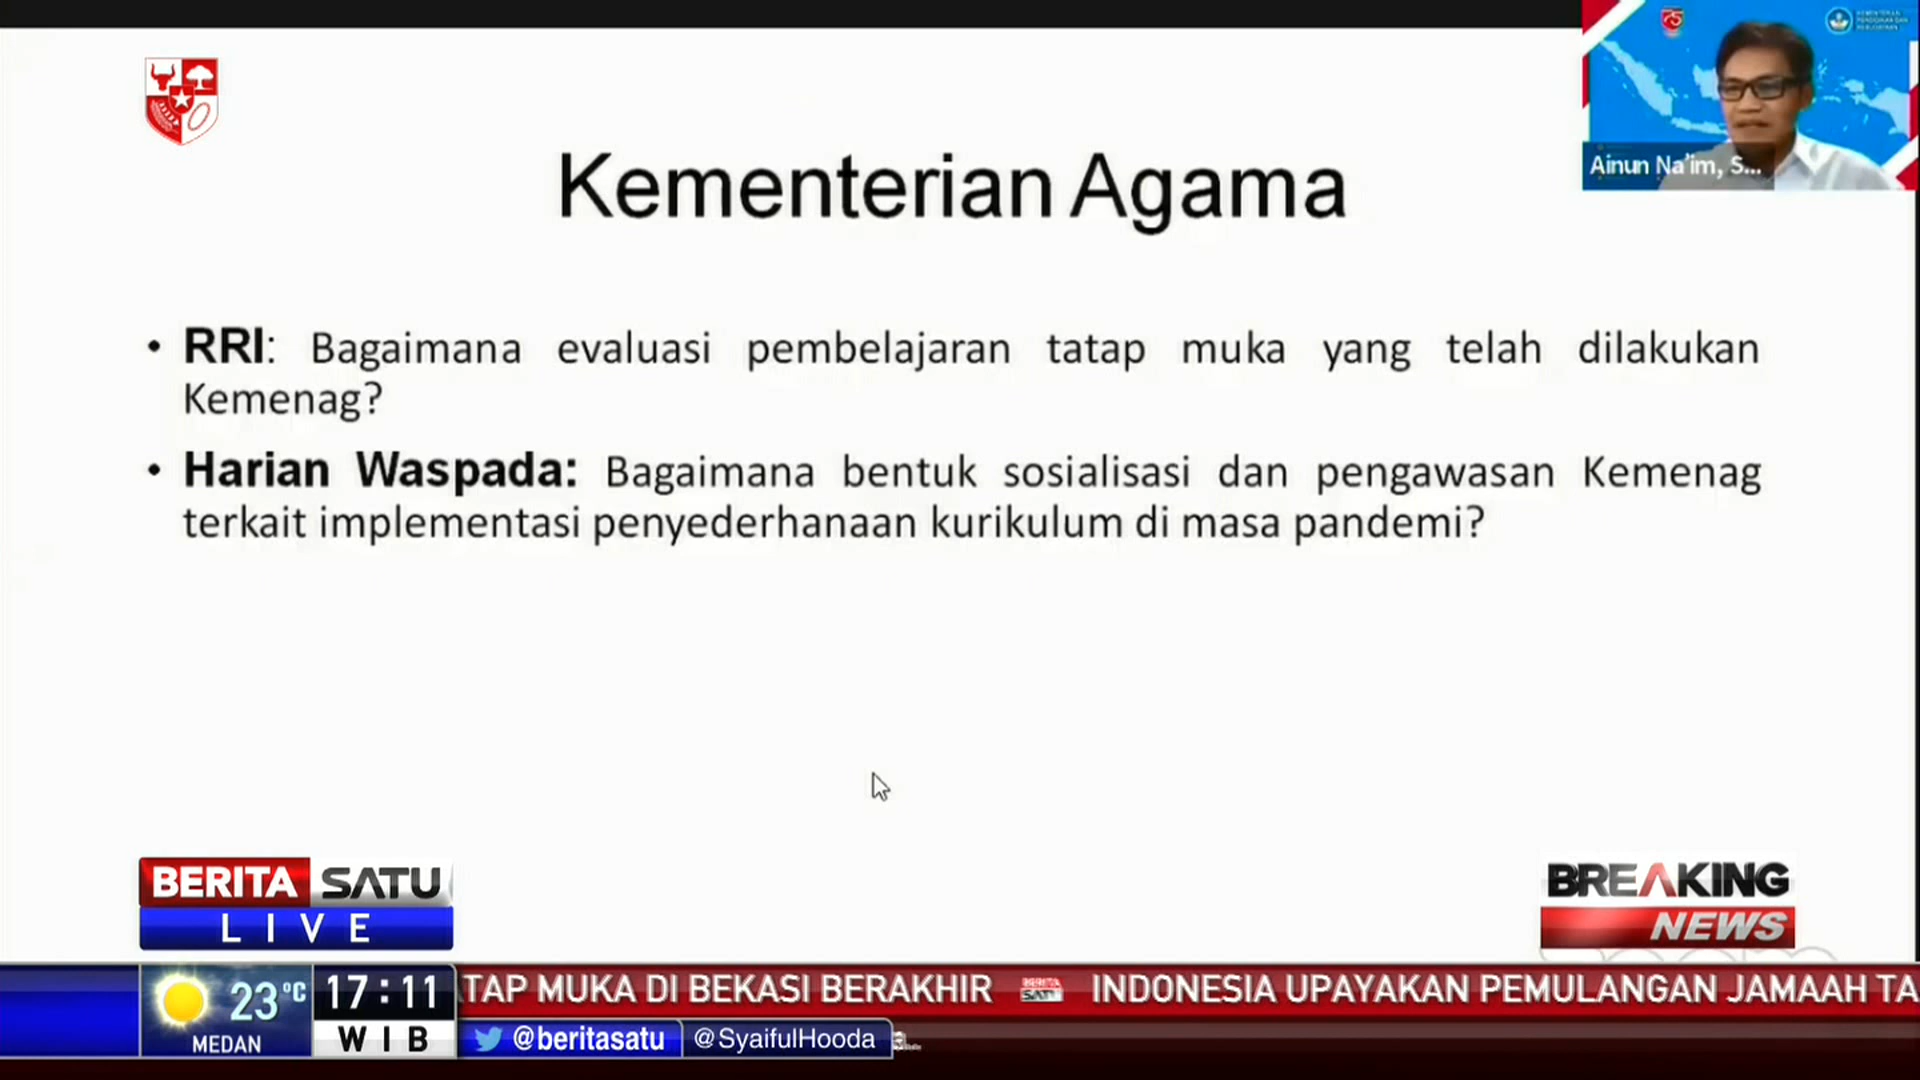 Ainun Na'im, S...
Kementerian Agama
• RRI: Bagaimana evaluasi pembelajaran tatap muka yang telah dilakukan
Kemenag?
• Harian Waspada: Bagaimana bentuk sosialisasi dan pengawasan Kemenag
terkait implementasi penyederhanaan kurikulum di masa pandemi?
BERITA SATU
LIVE
BREAKING
NEWS
23°C
MEDAN
17:11
WIB
TAP MUKA DI BEKASI BERAKHIR BERITA SATU INDONESIA UPAYAKAN PEMULANGAN JAMAAH TA
@beritasatu @SyaifulHooda